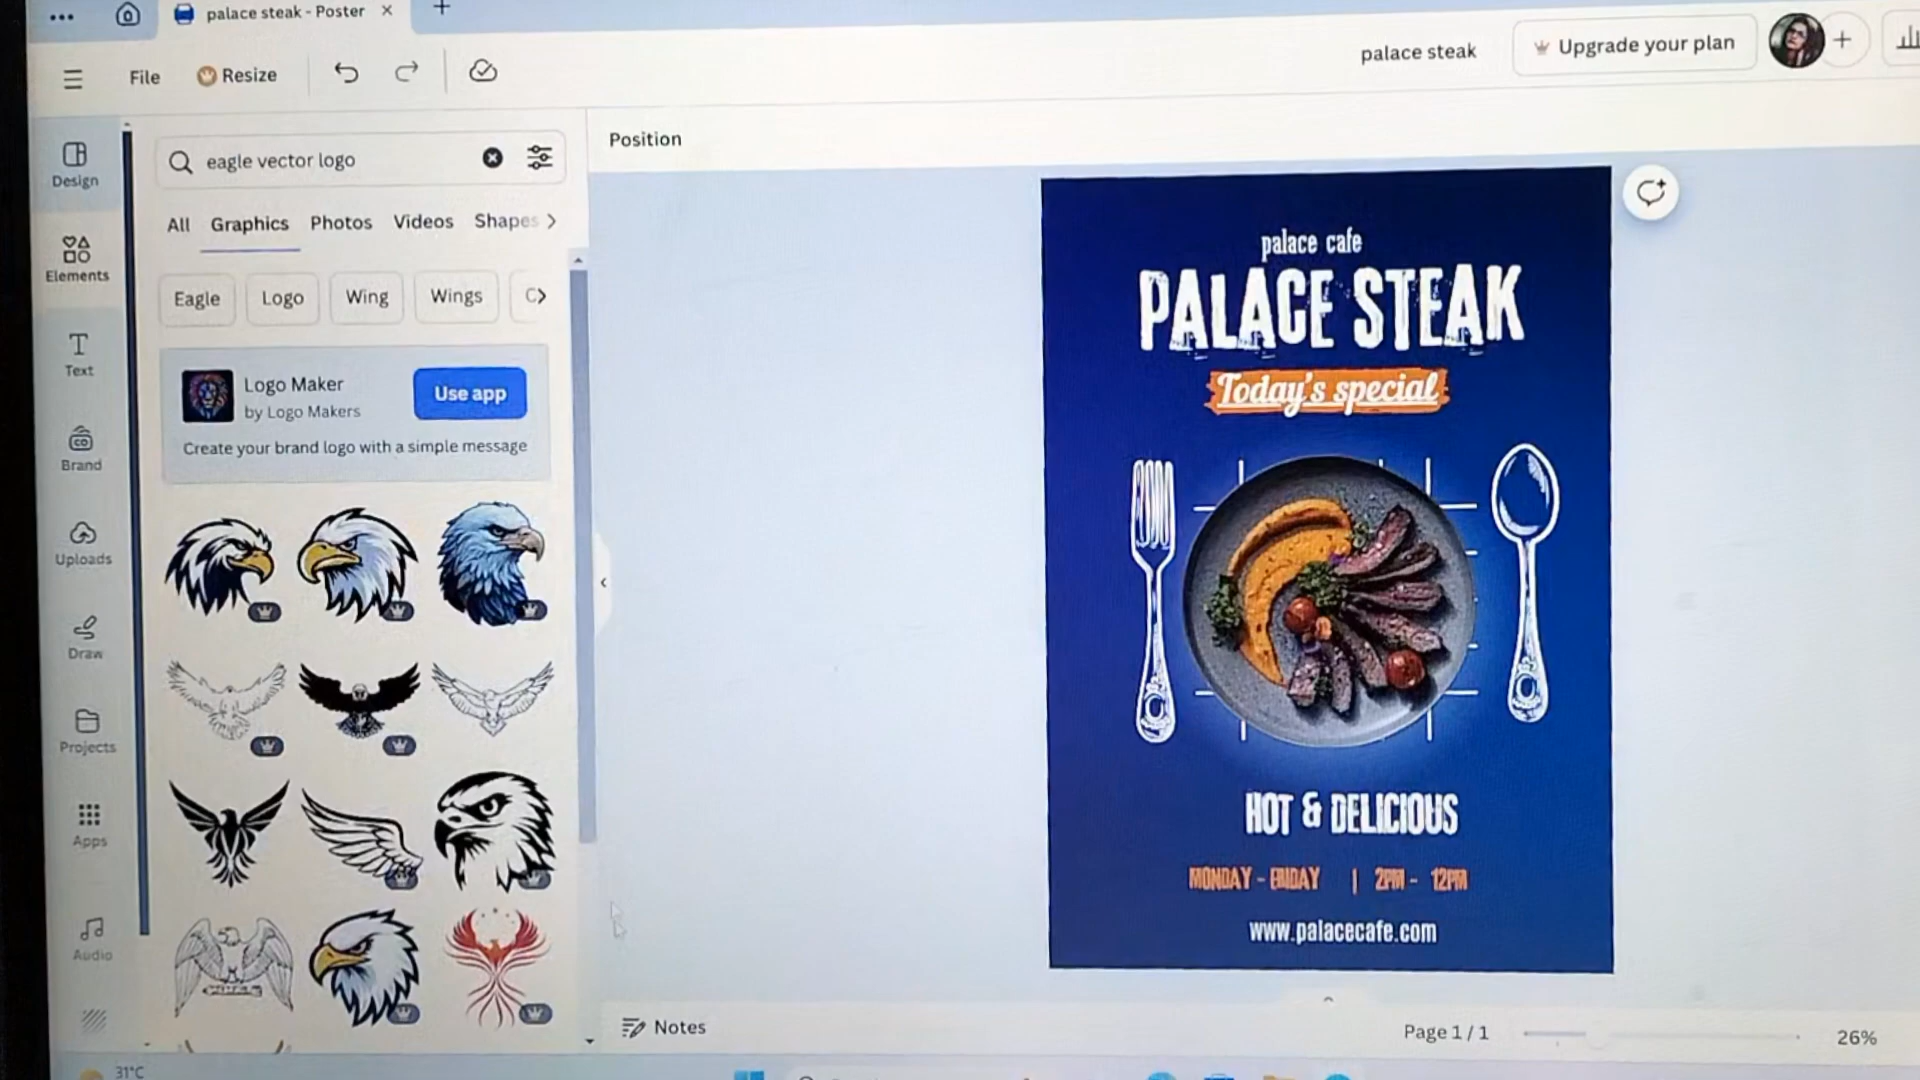 palace steak - Poster
File
Resize
palace steak
Upgrade your plan
Design
Elements
Text
Brand
Uploads
Draw
Projects
Apps
Audio
eagle vector logo
All Graphics Photos Videos Shapes
Eagle Logo Wing Wings
Logo Maker
by Logo Makers
Use app
Create your brand logo with a simple message
Position
palace cafe
PALACE STEAK
Today's special
HOT & DELICIOUS
MONDAY - FRIDAY | 2PM - 12PM
www.palacecafe.com
Notes
Page 1 / 1
26%
31°C